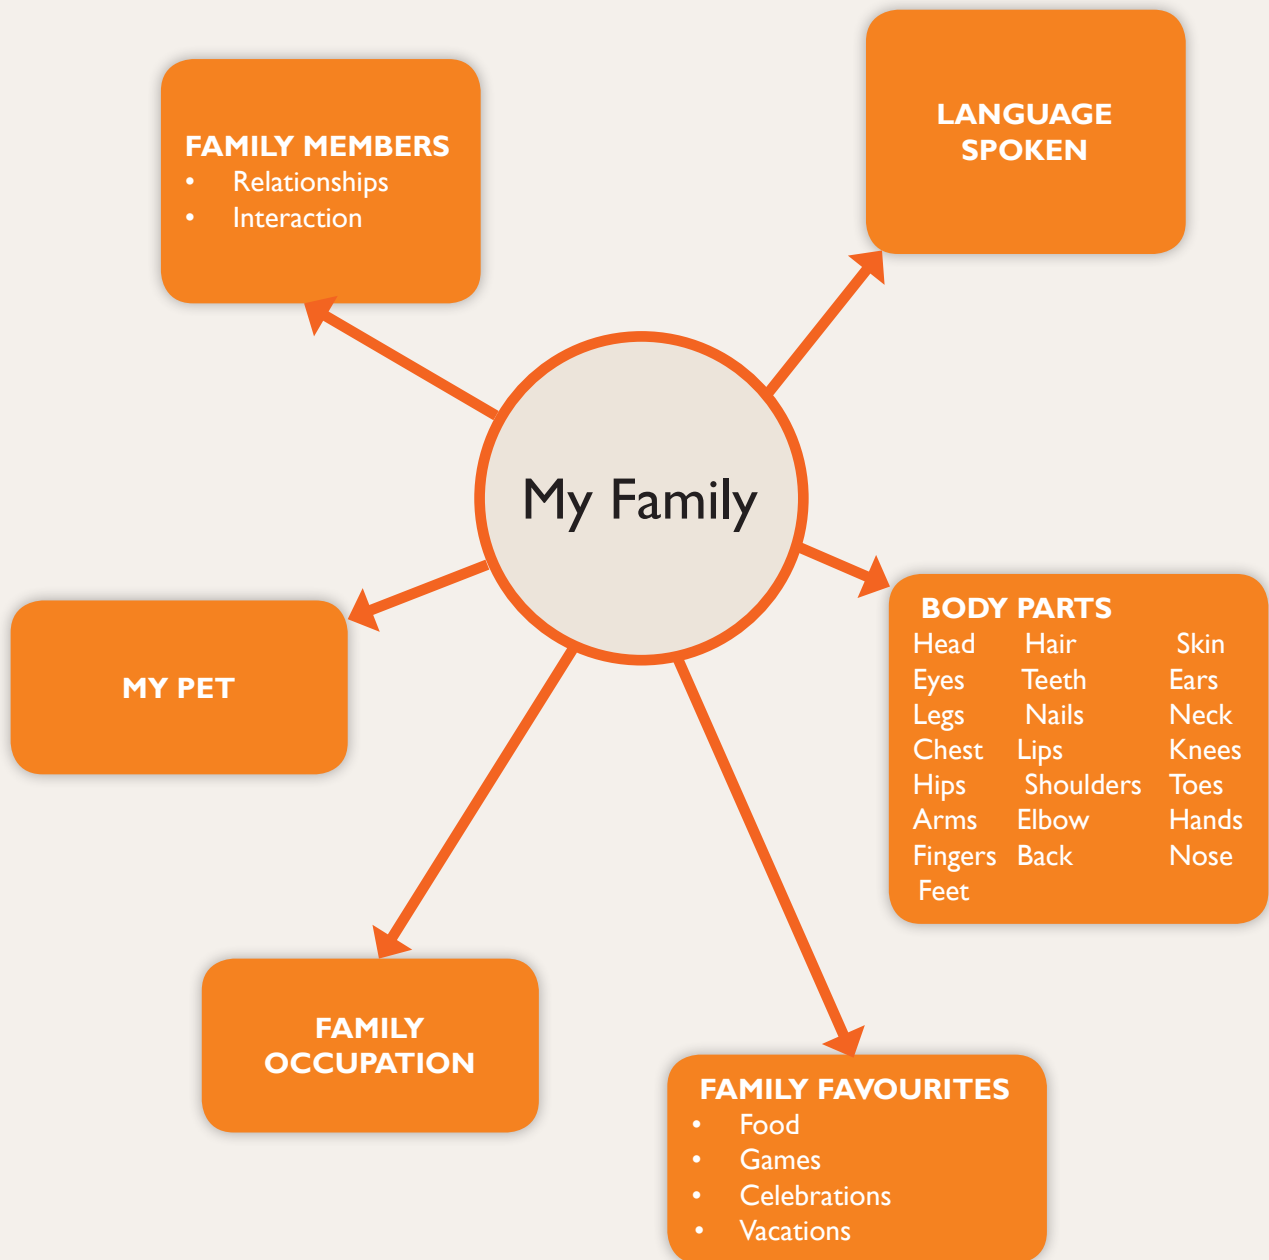 LANGUAGE
SPOKEN
FAMILY MEMBERS
• Relationships
• Interaction
My Family
BODY PARTS
Head Hair Skin
Eyes Teeth Ears
Legs Nails Neck
Chest Lips Knees
Hips Shoulders Toes
Arms Elbow Hands
Fingers Back Nose
Feet
MY PET
FAMILY
OCCUPATION
FAMILY FAVOURITES
• Food
• Games
• Celebrations
• Vacations